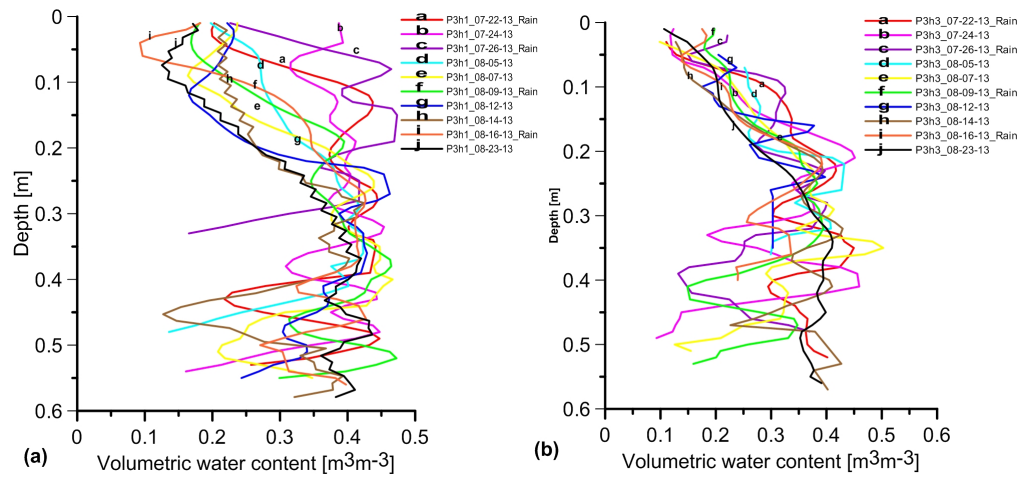 0
0.1
0.2
0.3
0.4
0.5
0.6
Depth [m]
0 0.1 0.2 0.3 0.4 0.5
Volumetric water content [m3m-3]
(a)
i
j
b
c
a
d
h
f
e
g
a P3h1_07-22-13_Rain
b P3h1_07-24-13
c P3h1_07-26-13_Rain
d P3h1_08-05-13
e P3h1_08-07-13
f P3h1_08-09-13_Rain
g P3h1_08-12-13
h P3h1_08-14-13
i P3h1_08-16-13_Rain
j P3h1_08-23-13
0
0.1
0.2
0.3
0.4
0.5
0.6
Depth [m]
0 0.1 0.2 0.3 0.4 0.5 0.6
Volumetric water content [m3m-3]
(b)
f
c
g
h
i
b
a
d
j
e
a P3h3_07-22-13_Rain
b P3h3_07-24-13
c P3h3_07-26-13_Rain
d P3h3_08-05-13
e P3h3_08-07-13
f P3h3_08-09-13_Rain
g P3h3_08-12-13
h P3h3_08-14-13
i P3h3_08-16-13_Rain
j P3h3_08-23-13